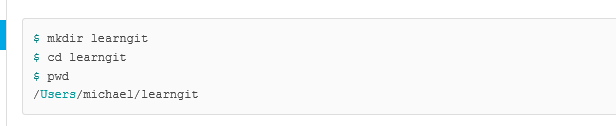 $ mkdir learngit
$ cd learngit
$ pwd
/Users/michael/learngit